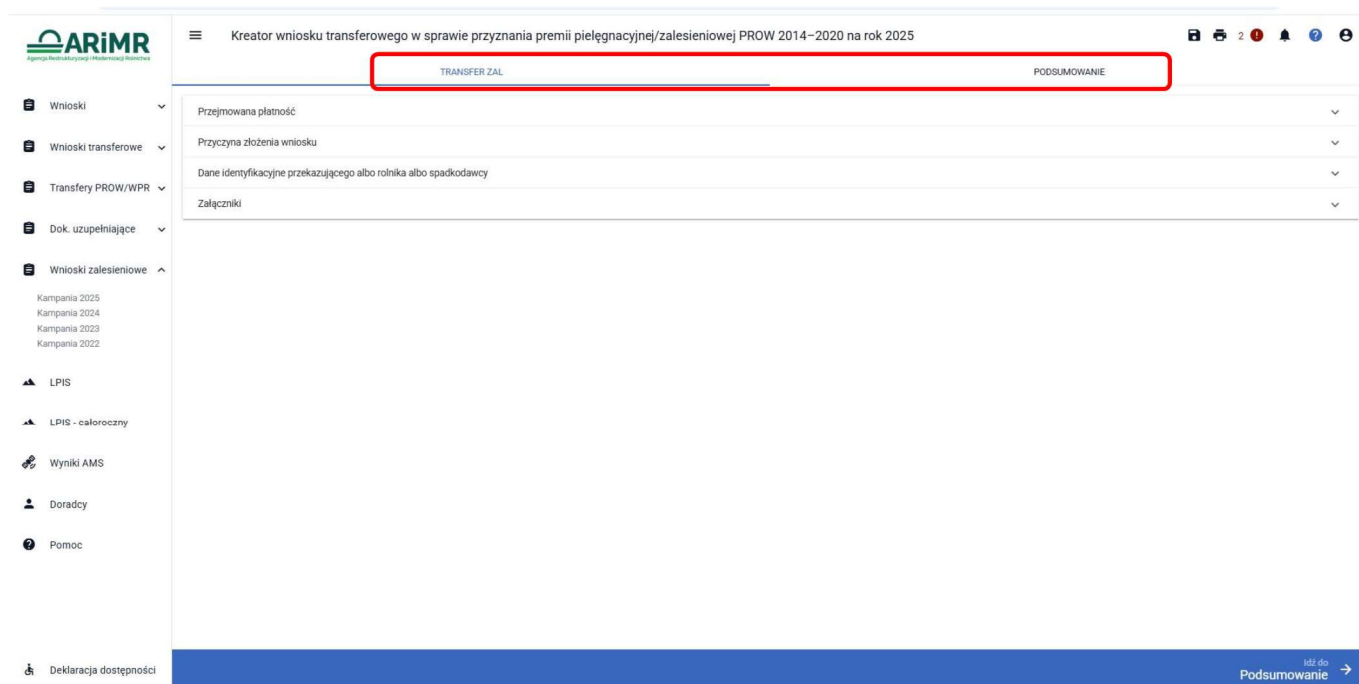 ARiMR
Agencja Restrukturyzacji i Modernizacji Rolnictwa
Kreator wniosku transferowego w sprawie przyznania premii pielęgnacyjnej/zalesieniowej PROW 2014–2020 na rok 2025
2
TRANSFER ZAL
PODSUMOWANIE
Wnioski
Wnioski transferowe
Transfery PROW/WPR
Dok. uzupełniające
Wnioski zalesieniowe
Kampania 2025
Kampania 2024
Kampania 2023
Kampania 2022
LPIS
LPIS - całoroczny
Wyniki AMS
Doradcy
Pomoc
Deklaracja dostępności
Przejmowana płatność
Przyczyna złożenia wniosku
Dane identyfikacyjne przekazującego albo rolnika albo spadkodawcy
Załączniki
Idź do
Podsumowanie